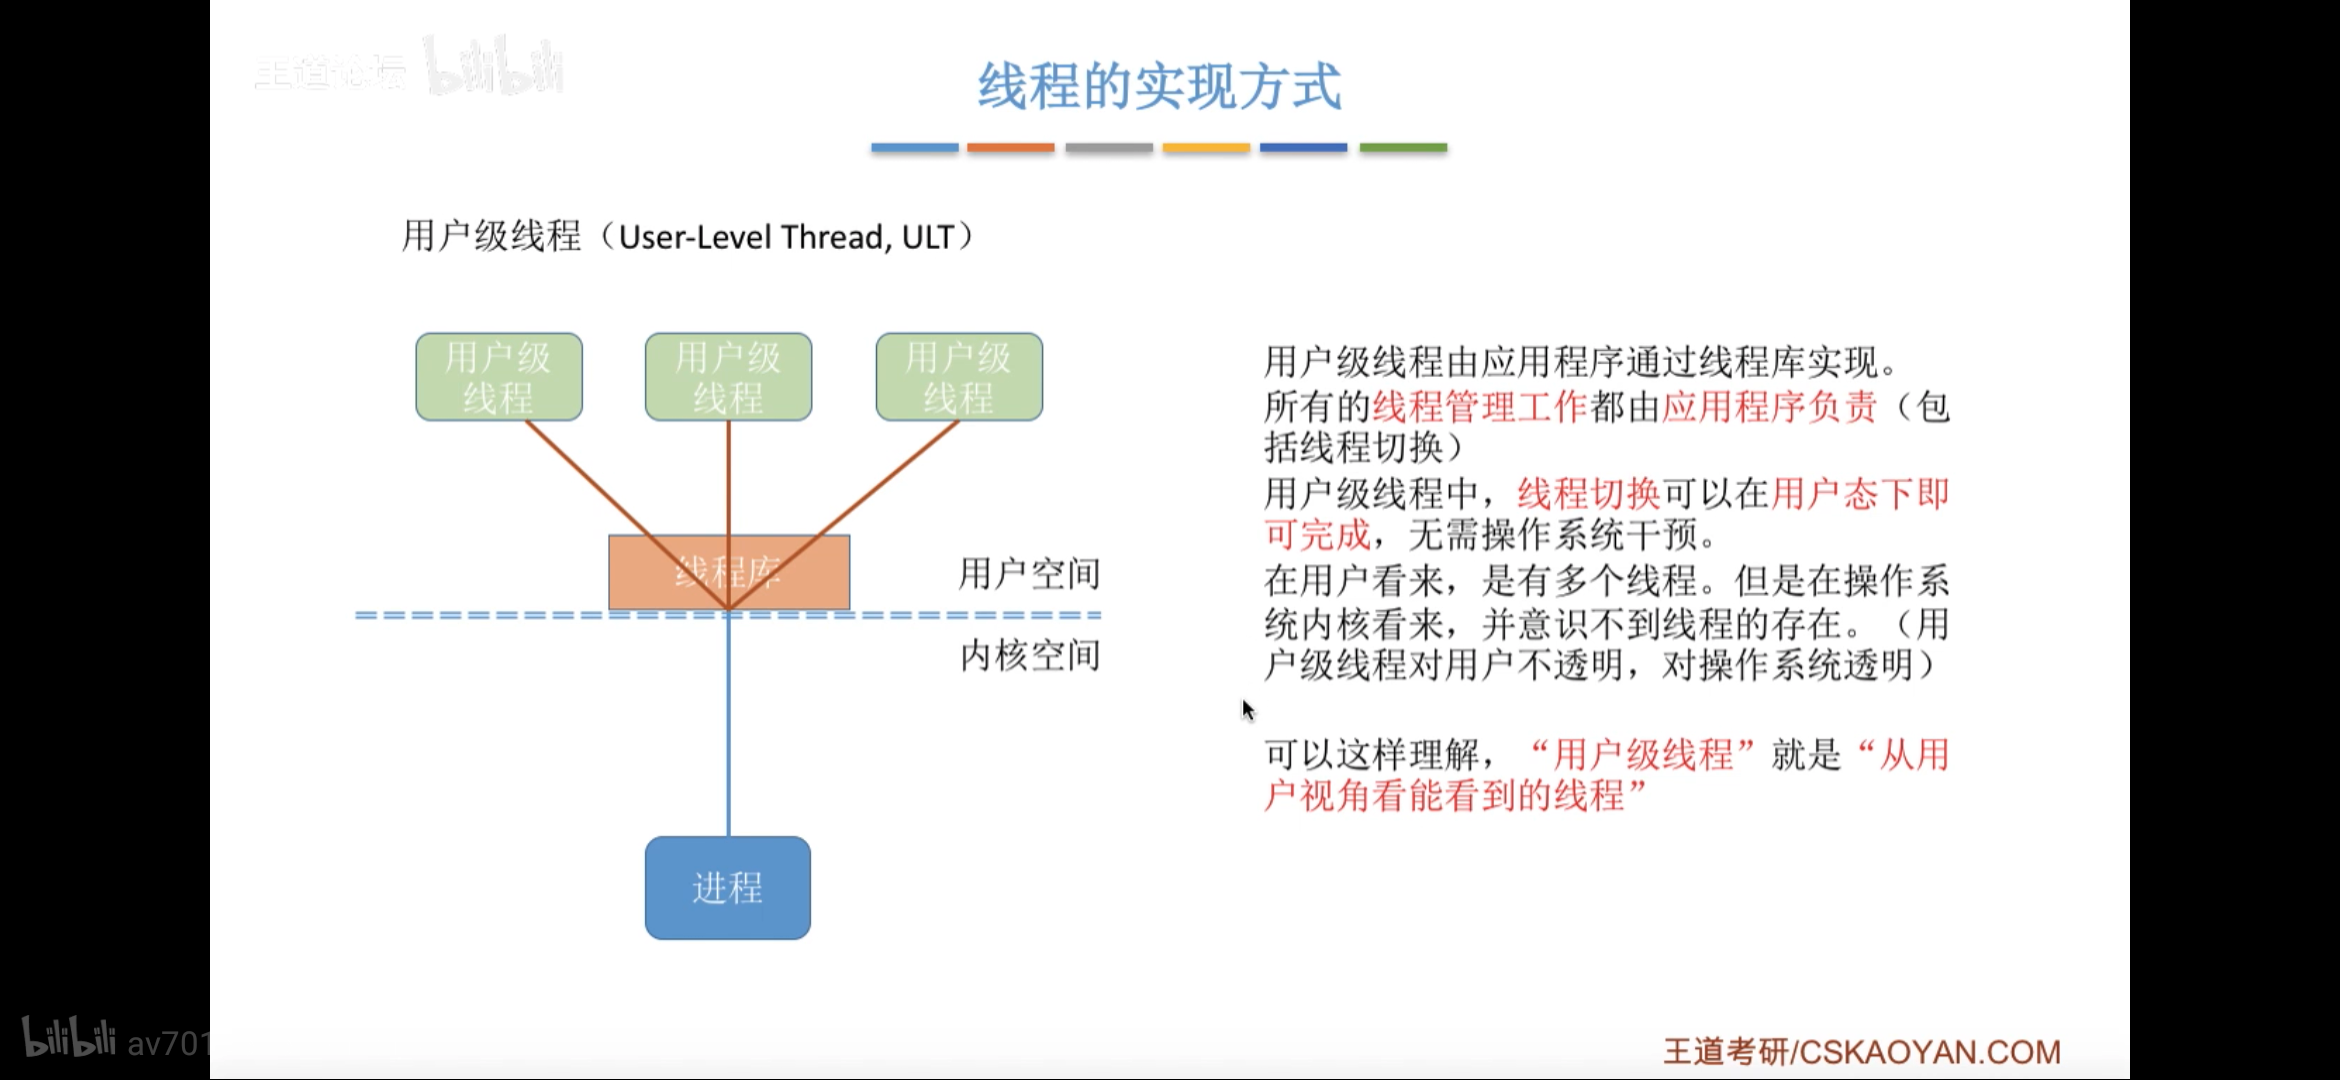 王道论坛 bilibili
线程的实现方式
用户级线程（User-Level Thread, ULT）
用户级
线程
用户级
线程
用户级
线程
线程库
用户空间
内核空间
进程
用户级线程由应用程序通过线程库实现。
所有的线程管理工作都由应用程序负责（包
括线程切换）
用户级线程中，线程切换可以在用户态下即
可完成，无需操作系统干预。
在用户看来，是有多个线程。但是在操作系
统内核看来，并意识不到线程的存在。（用
户级线程对用户不透明，对操作系统透明）
可以这样理解，“用户级线程”就是“从用
户视角看能看到的线程”
bilibili av701
王道考研/CSKAOYAN.COM